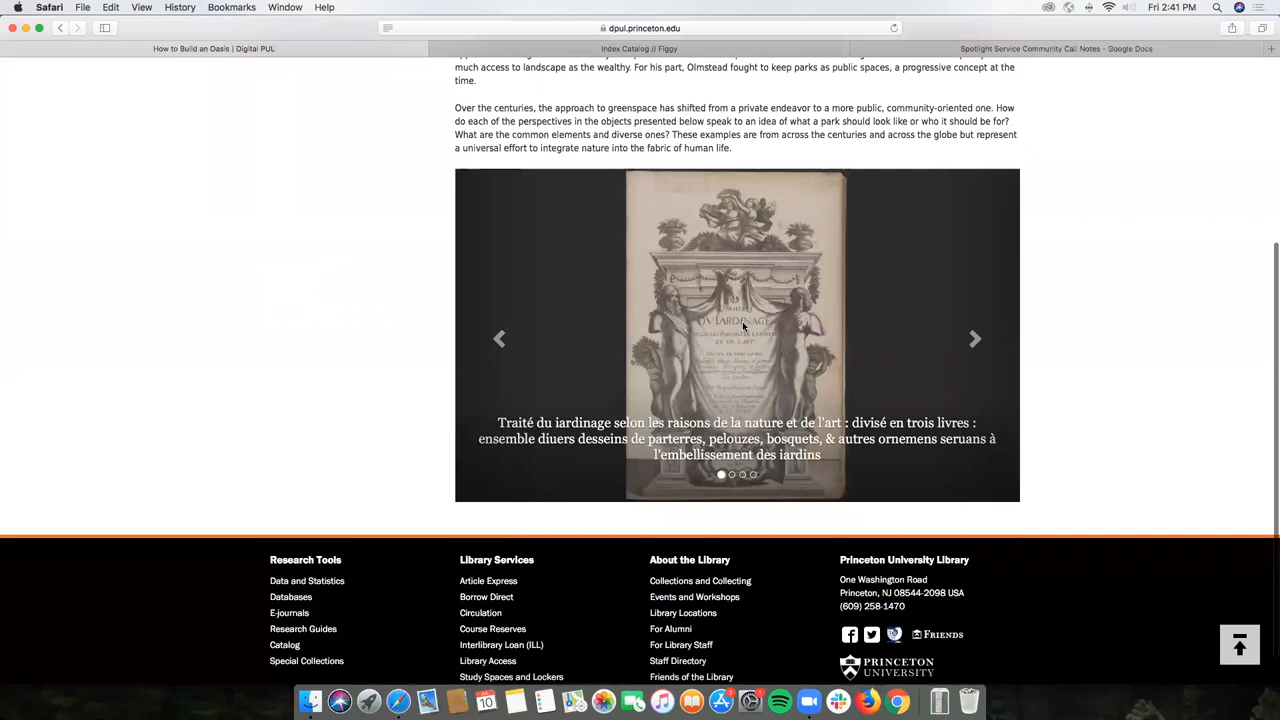 Safari File Edit View History Bookmarks Window Help
Fri 2:41 PM
dpul.princeton.edu
How to Build an Oasis | Digital PUL
Index Catalog // Figgy
Spotlight Service Community Call Notes - Google Docs
much access to landscape as the wealthy. For his part, Olmstead fought to keep parks as public spaces, a progressive concept at the
time.
Over the centuries, the approach to greenspace has shifted from a private endeavor to a more public, community-oriented one. How
do each of the perspectives in the objects presented below speak to an idea of what a park should look like or who it should be for?
What are the common elements and diverse ones? These examples are from across the centuries and across the globe but represent
a universal effort to integrate nature into the fabric of human life.
Traité du iardinage selon les raisons de la nature et de l'art : divisé en trois livres :
ensemble diuers desseins de parterres, pelouzes, bosquets, & autres ornemens seruans à
l'embellissement des iardins
Research Tools
Data and Statistics
Databases
E-journals
Research Guides
Catalog
Special Collections
Library Services
Article Express
Borrow Direct
Circulation
Course Reserves
Interlibrary Loan (ILL)
Library Access
Study Spaces and Lockers
About the Library
Collections and Collecting
Events and Workshops
Library Locations
For Alumni
For Library Staff
Staff Directory
Friends of the Library
Princeton University Library
One Washington Road
Princeton, NJ 08544-2098 USA
(609) 258-1470
FRIENDS
PRINCETON
UNIVERSITY